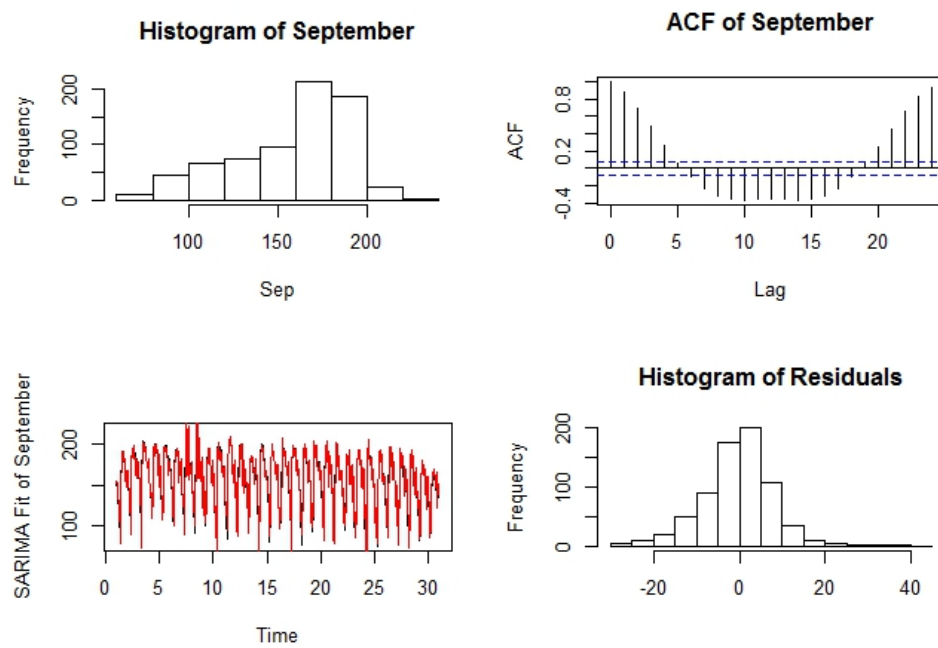 Histogram of September
Frequency
0 100 200
100 150 200
Sep
ACF of September
ACF
-0.4 0.2 0.8
0 5 10 15 20
Lag
SARIMA Fit of September
100 200
0 5 10 15 20 25 30
Time
Histogram of Residuals
Frequency
0 100 200
-20 0 20 40